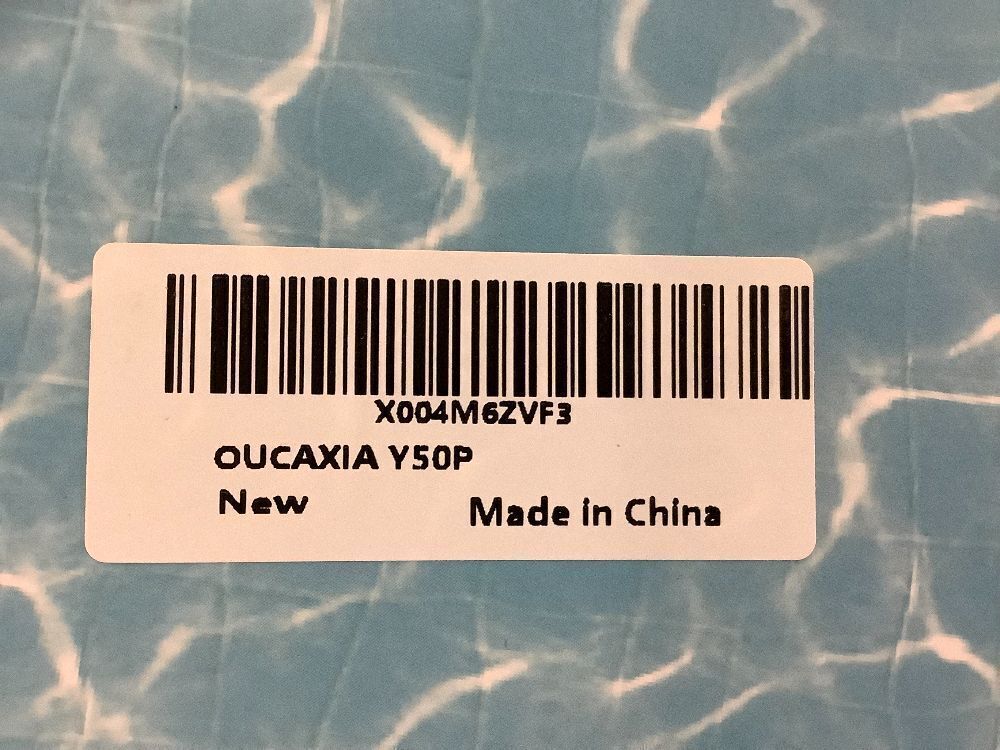 X004M6ZVF3
OUCAXIA Y50P
New
Made in China